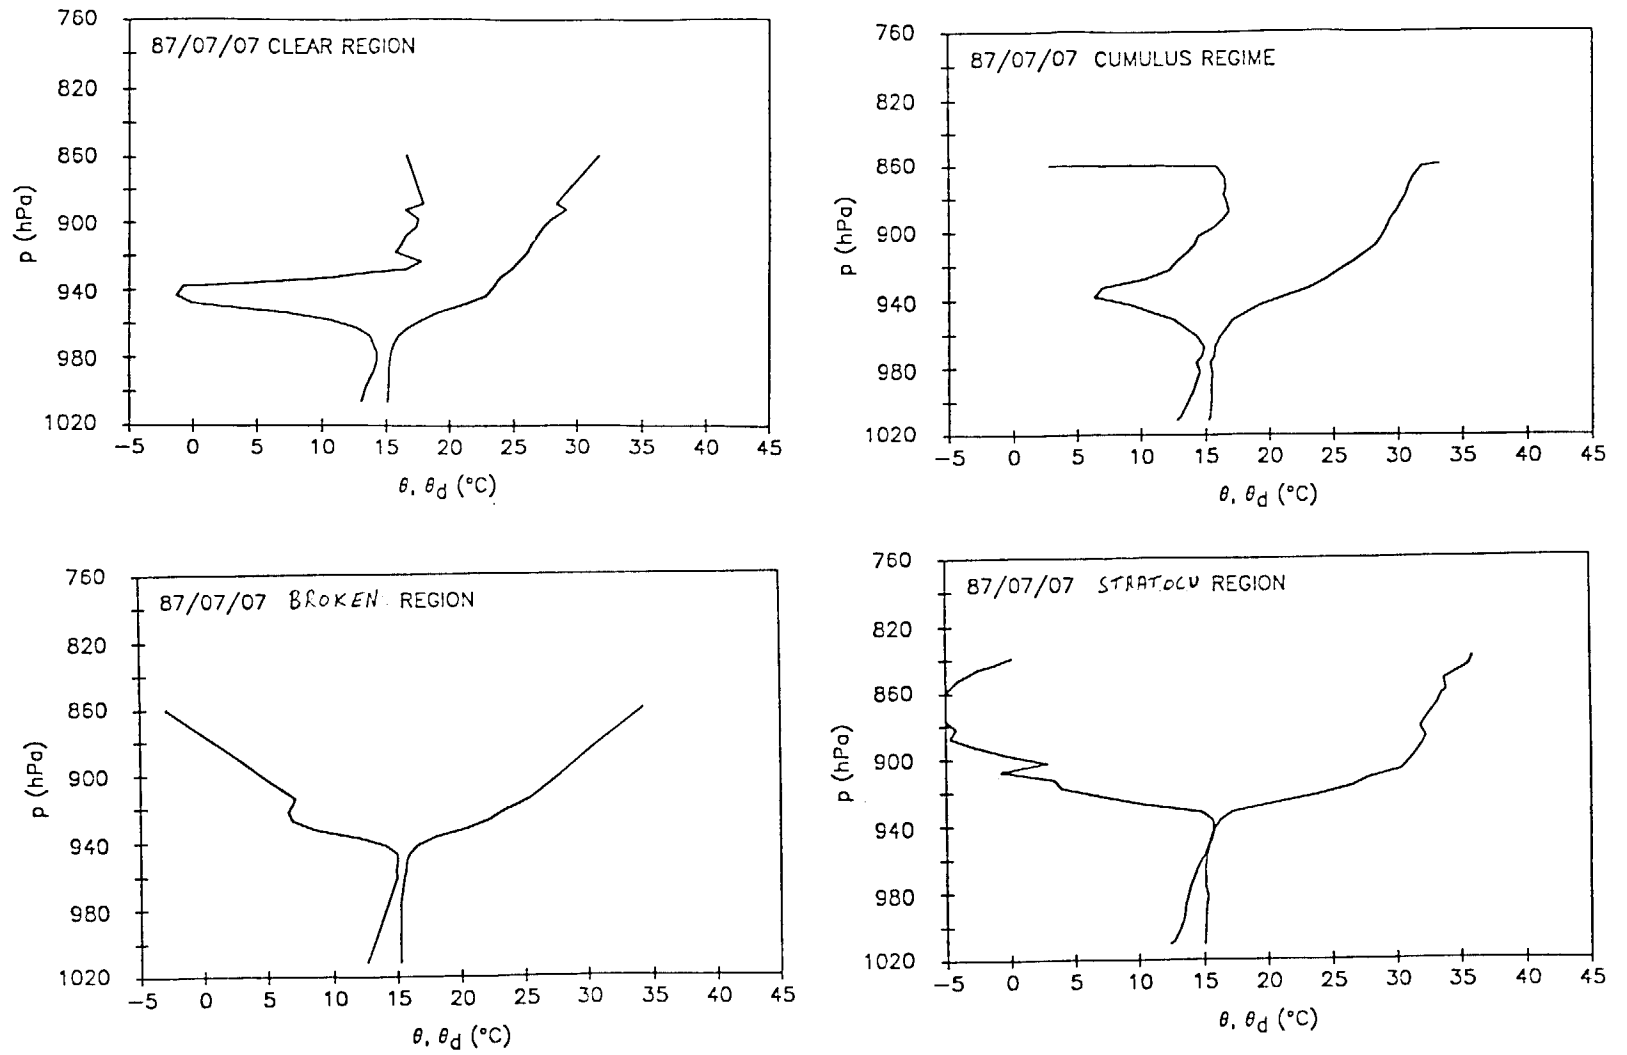 87/07/07 CLEAR REGION
760
820
860
900
940
980
1020
p (hPa)
-5 0 5 10 15 20 25 30 35 40 45
θ, θd (°C)
87/07/07 CUMULUS REGIME
760
820
860
900
940
980
1020
p (hPa)
-5 0 5 10 15 20 25 30 35 40 45
θ, θd (°C)
87/07/07 BROKEN REGION
760
820
860
900
940
980
1020
p (hPa)
-5 0 5 10 15 20 25 30 35 40 45
θ, θd (°C)
87/07/07 STRATOCU REGION
760
820
860
900
940
980
1020
p (hPa)
-5 0 5 10 15 20 25 30 35 40 45
θ, θd (°C)